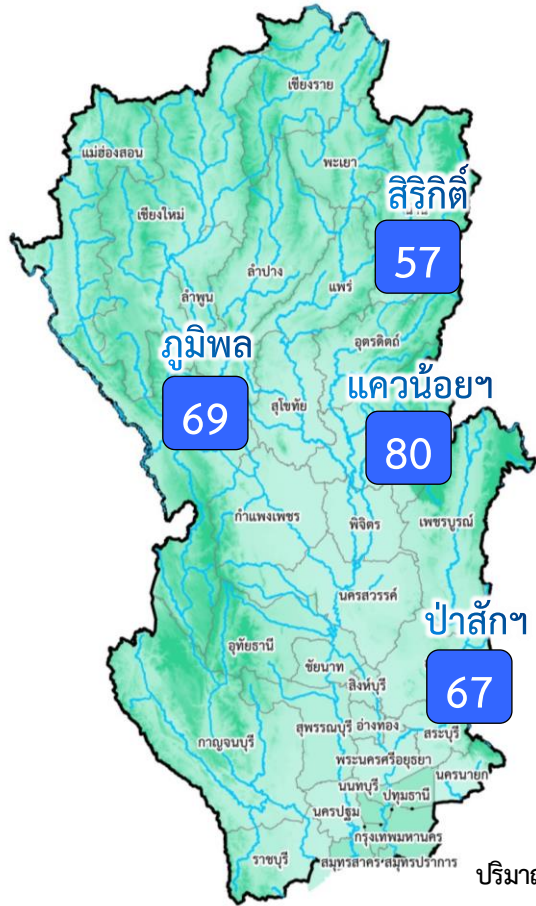 เชียงราย
แม่ฮ่องสอน
พะเยา
สิริกิติ์
เชียงใหม่
57
ลำปาง
แพร่
ลำพูน
อุตรดิตถ์
ภูมิพล
แควน้อยฯ
69
สุโขทัย
80
กำแพงเพชร
พิจิตร
เพชรบูรณ์
นครสวรรค์
ป่าสักฯ
อุทัยธานี
ชัยนาท
67
สิงห์บุรี
สุพรรณบุรี
อ่างทอง
สระบุรี
กาญจนบุรี
พระนครศรีอยุธยา
นครนายก
นนทบุรี
ปทุมธานี
นครปฐม
กรุงเทพมหานคร
ราชบุรี
สมุทรสาคร
สมุทรปราการ